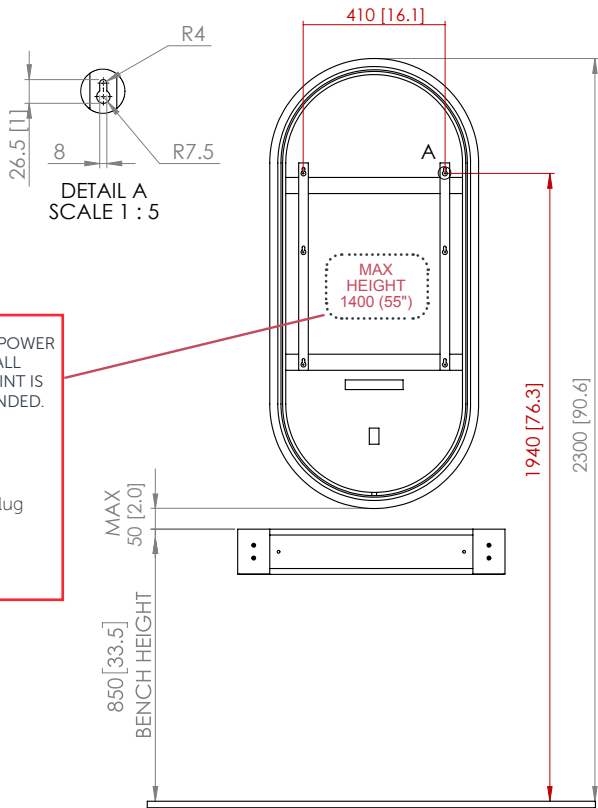 410 [16.1]
R4
26.5 [1]
8
R7.5
DETAIL A
SCALE 1 : 5
A
MAX
HEIGHT
1400 (55")
POWER
ALL
INT IS
NDED.
lug
1940 [76.3]
2300 [90.6]
MAX
50 [2.0]
850 [33.5]
BENCH HEIGHT